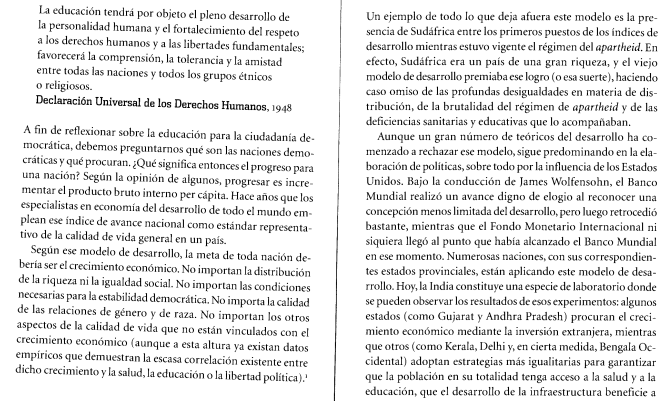 La educación tendrá por objeto el pleno desarrollo de
la personalidad humana y el fortalecimiento del respeto
a los derechos humanos y a las libertades fundamentales;
favorecerá la comprensión, la tolerancia y la amistad
entre todas las naciones y todos los grupos étnicos
o religiosos.
Declaración Universal de los Derechos Humanos, 1948
A fin de reflexionar sobre la educación para la ciudadanía de-
mocrática, debemos preguntarnos qué son las naciones demo-
cráticas y qué procuran. ¿Qué significa entonces el progreso para
una nación? Según la opinión de algunos, progresar es incre-
mentar el producto bruto interno per cápita. Hace años que los
especialistas en economía del desarrollo de todo el mundo em-
plean ese índice de avance nacional como estándar representa-
tivo de la calidad de vida general en un país.
Según ese modelo de desarrollo, la meta de toda nación de-
bería ser el crecimiento económico. No importan la distribución
de la riqueza ni la igualdad social. No importan las condiciones
necesarias para la estabilidad democrática. No importa la calidad
de las relaciones de género y de raza. No importan los otros
aspectos de la calidad de vida que no están vinculados con el
crecimiento económico (aunque a esta altura ya existan datos
empíricos que demuestran la escasa correlación existente entre
dicho crecimiento y la salud, la educación o la libertad política).¹
Un ejemplo de todo lo que deja afuera este modelo es la pre-
sencia de Sudáfrica entre los primeros puestos de los índices de
desarrollo mientras estuvo vigente el régimen del apartheid. En
efecto, Sudáfrica era un país de una gran riqueza, y el viejo
modelo de desarrollo premiaba ese logro (o esa suerte), haciendo
caso omiso de las profundas desigualdades en materia de dis-
tribución, de la brutalidad del régimen de apartheid y de las
deficiencias sanitarias y educativas que lo acompañaban.
Aunque un gran número de teóricos del desarrollo ha co-
menzado a rechazar ese modelo, sigue predominando en la ela-
boración de políticas, sobre todo por la influencia de los Estados
Unidos. Bajo la conducción de James Wolfensohn, el Banco
Mundial realizó un avance digno de elogio al reconocer una
concepción menos limitada del desarrollo, pero luego retrocedió
bastante, mientras que el Fondo Monetario Internacional ni
siquiera llegó al punto que había alcanzado el Banco Mundial
en ese momento. Numerosas naciones, con sus correspondien-
tes estados provinciales, están aplicando este modelo de desa-
rrollo. Hoy, la India constituye una especie de laboratorio donde
se pueden observar los resultados de esos experimentos: algunos
estados (como Gujarat y Andhra Pradesh) procuran el creci-
miento económico mediante la inversión extranjera, mientras
que otros (como Kerala, Delhi y, en cierta medida, Bengala Oc-
cidental) adoptan estrategias más igualitarias para garantizar
que la población en su totalidad tenga acceso a la salud y a la
educación, que el desarrollo de la infraestructura beneficie a